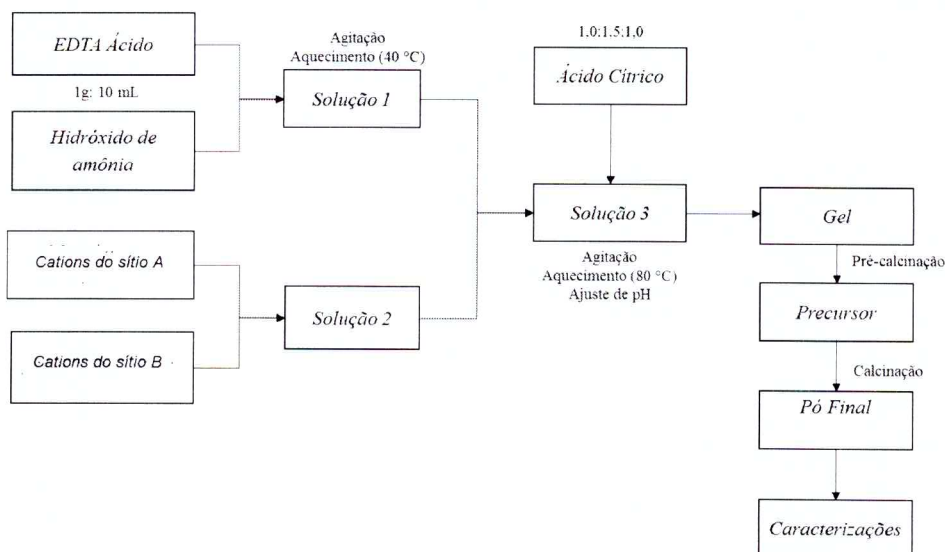 EDTA Ácido
1g: 10 mL
Hidróxido de
amônia
Agitação
Aquecimento (40 °C)
Solução 1
Cations do sítio A
Cations do sítio B
Solução 2
1,0:1,5:1,0
Ácido Cítrico
Solução 3
Agitação
Aquecimento (80 °C)
Ajuste de pH
Gel
Pré-calcinação
Precursor
Calcinação
Pó Final
Caracterizações